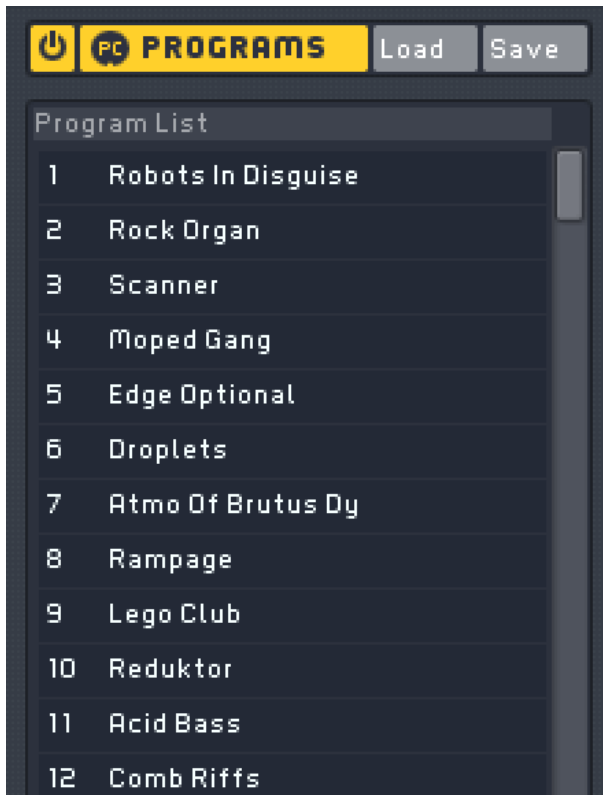 PC PROGRAMS Load Save
Program List
1 Robots In Disguise
2 Rock Organ
3 Scanner
4 Moped Gang
5 Edge Optional
6 Droplets
7 Atmo Of Brutus Dy
8 Rampage
9 Lego Club
10 Reduktor
11 Acid Bass
12 Comb Riffs